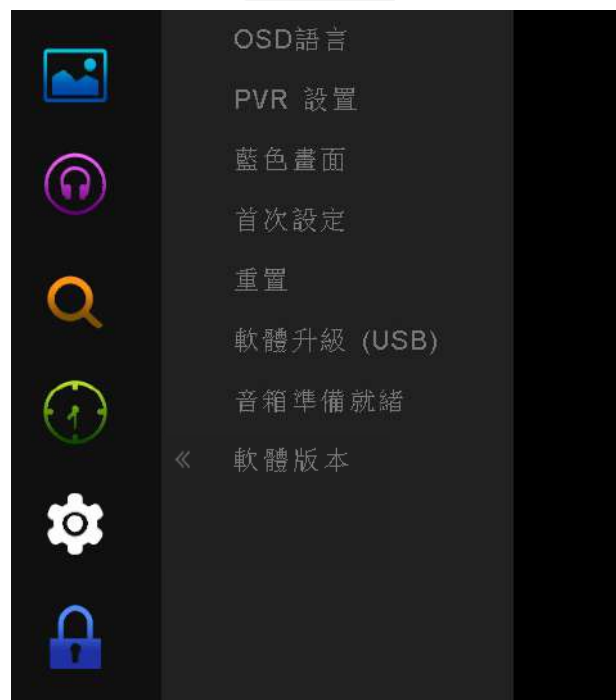 OSD語言
PVR 設置
藍色畫面
首次設定
重置
軟體升級 (USB)
音箱準備就緒
« 軟體版本